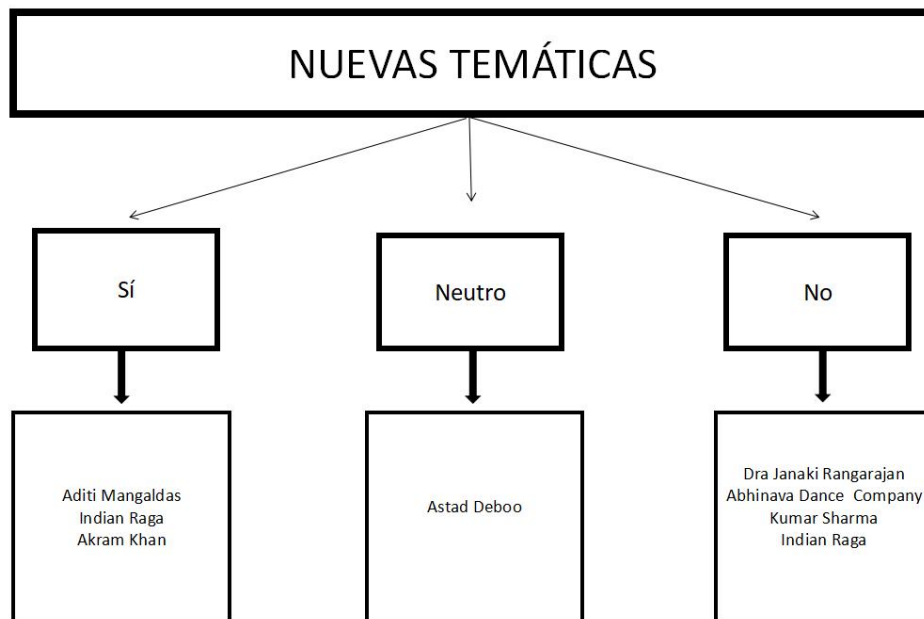 NUEVAS TEMÁTICAS
Sí
Neutro
No
Aditi Mangaldas
Indian Raga
Akram Khan
Astad Deboo
Dra Janaki Rangarajan
Abhinava Dance Company
Kumar Sharma
Indian Raga